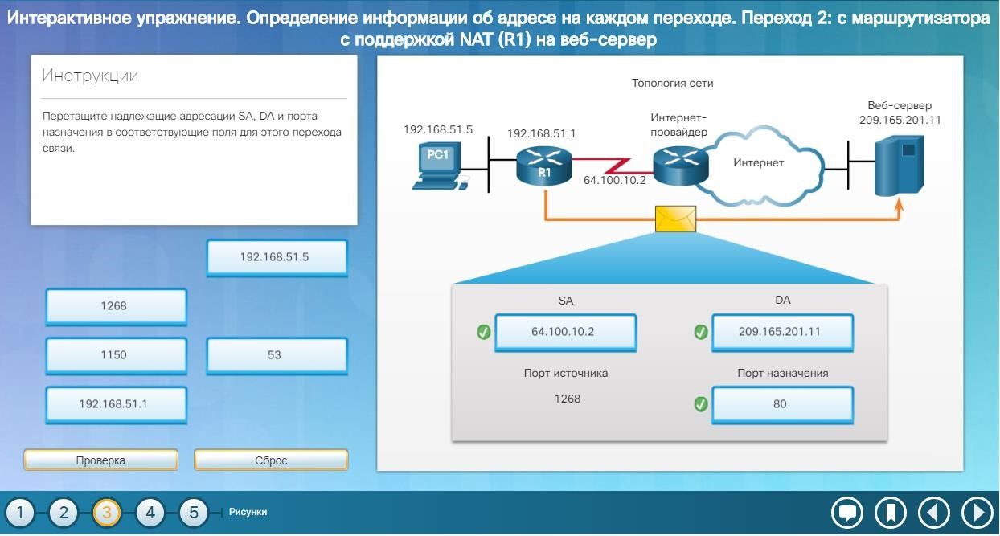 Интерактивное упражнение. Определение информации об адресе на каждом переходе. Переход 2: с маршрутизатора
с поддержкой NAT (R1) на веб-сервер
Инструкции
Перетащите надлежащие адресации SA, DA и порта
назначения в соответствующие поля для этого перехода
связи.
192.168.51.5
1268
1150
53
192.168.51.1
Проверка
Сброс
Топология сети
192.168.51.5
PC1
192.168.51.1
R1
64.100.10.2
Интернет-
провайдер
Интернет
Веб-сервер
209.165.201.11
SA
DA
64.100.10.2
209.165.201.11
Порт источника
Порт назначения
1268
80
1
2
3
4
5
Рисунки